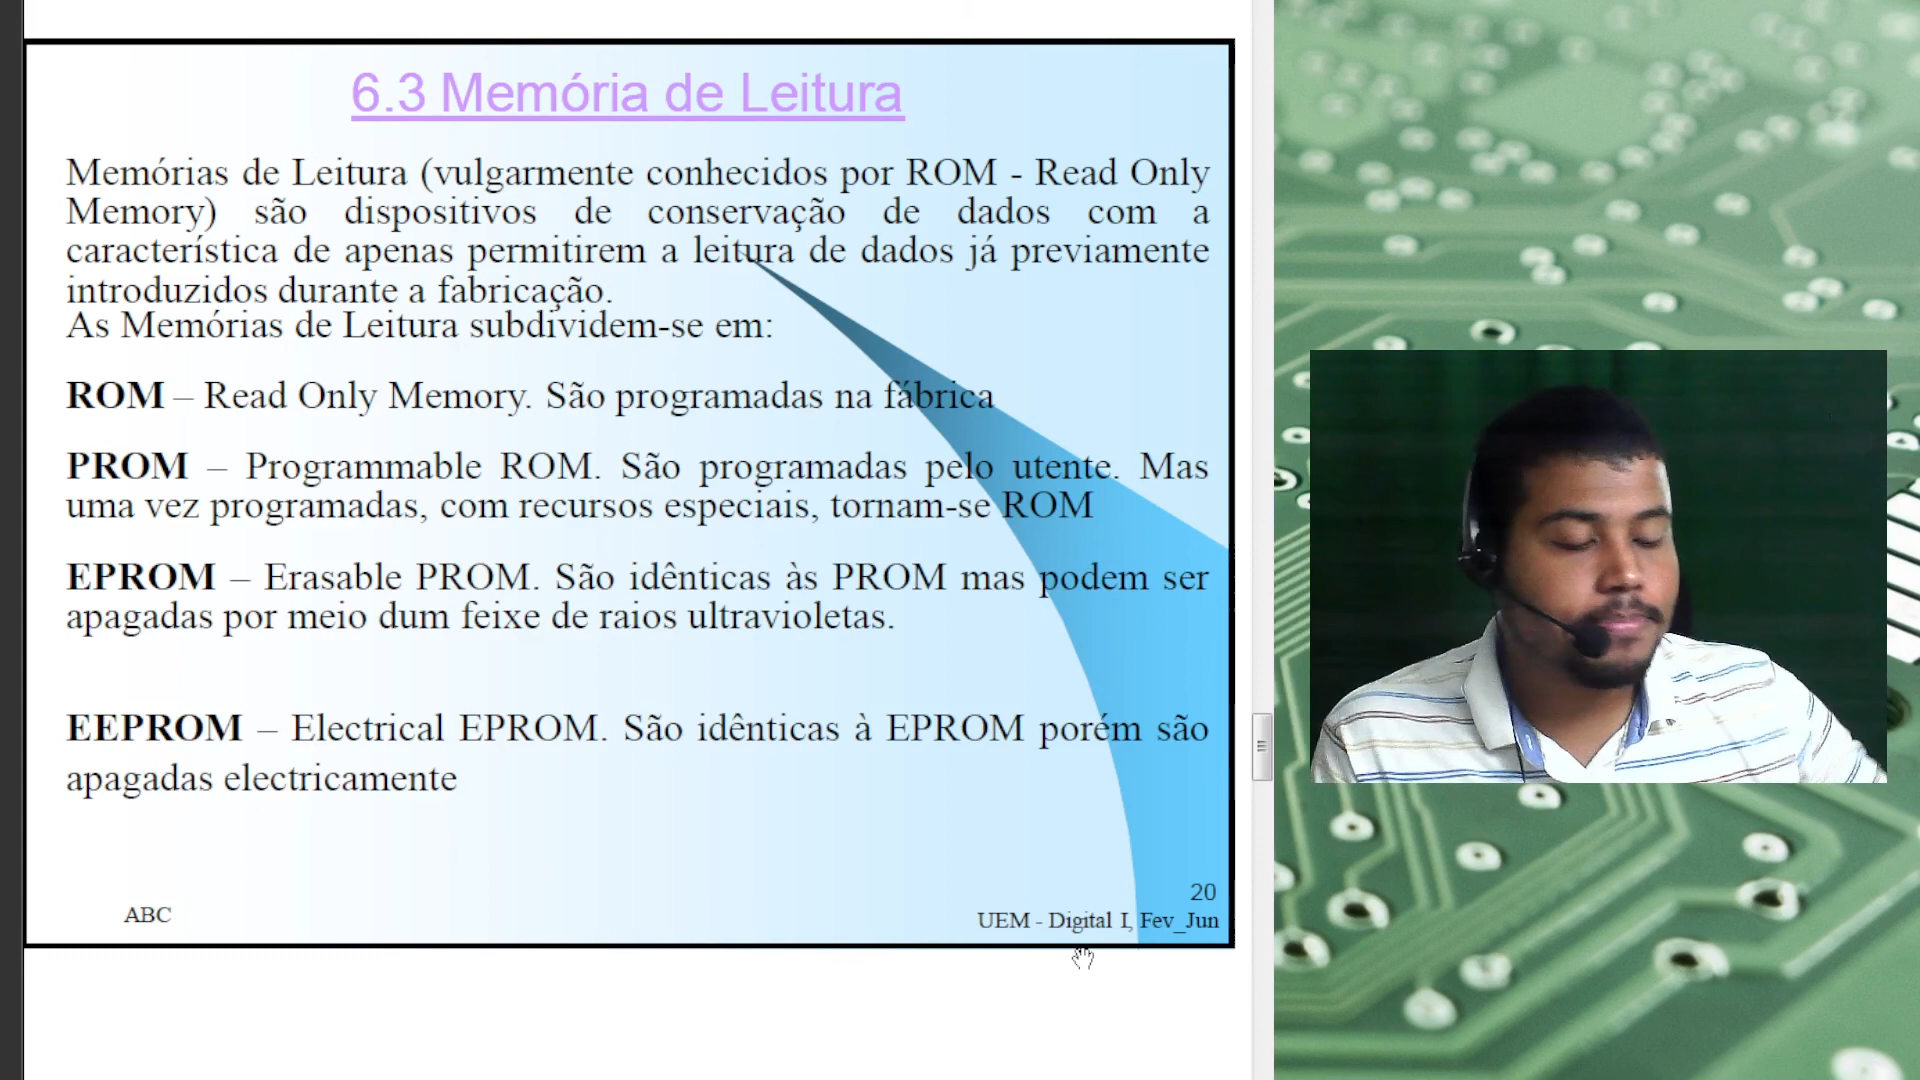 6.3 Memória de Leitura
Memórias de Leitura (vulgarmente conhecidos por ROM - Read Only
Memory) são dispositivos de conservação de dados com a
característica de apenas permitirem a leitura de dados já previamente
introduzidos durante a fabricação.
As Memórias de Leitura subdividem-se em:
ROM – Read Only Memory. São programadas na fábrica
PROM – Programmable ROM. São programadas pelo utente. Mas
uma vez programadas, com recursos especiais, tornam-se ROM
EPROM – Erasable PROM. São idênticas às PROM mas podem ser
apagadas por meio dum feixe de raios ultravioletas.
EEPROM – Electrical EPROM. São idênticas à EPROM porém são
apagadas electricamente
20
ABC
UEM - Digital I, Fev_Jun